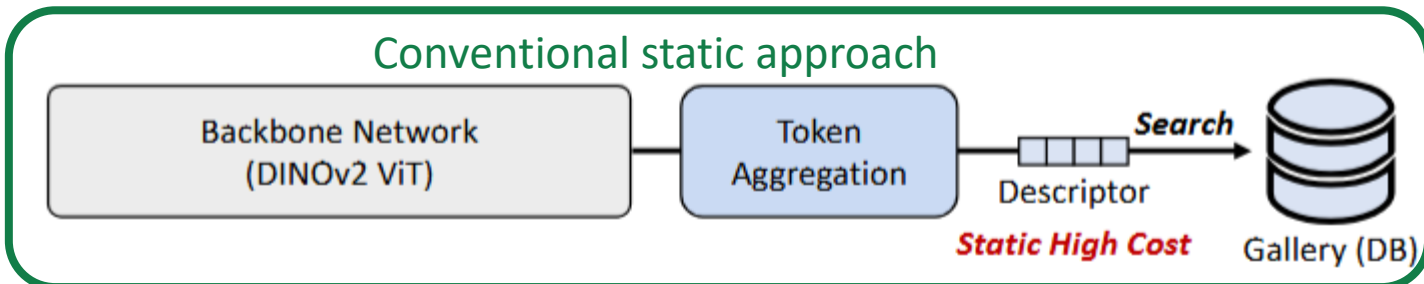 Conventional static approach
Backbone Network
(DINOv2 ViT)
Token
Aggregation
Search
Descriptor
Static High Cost
Gallery (DB)